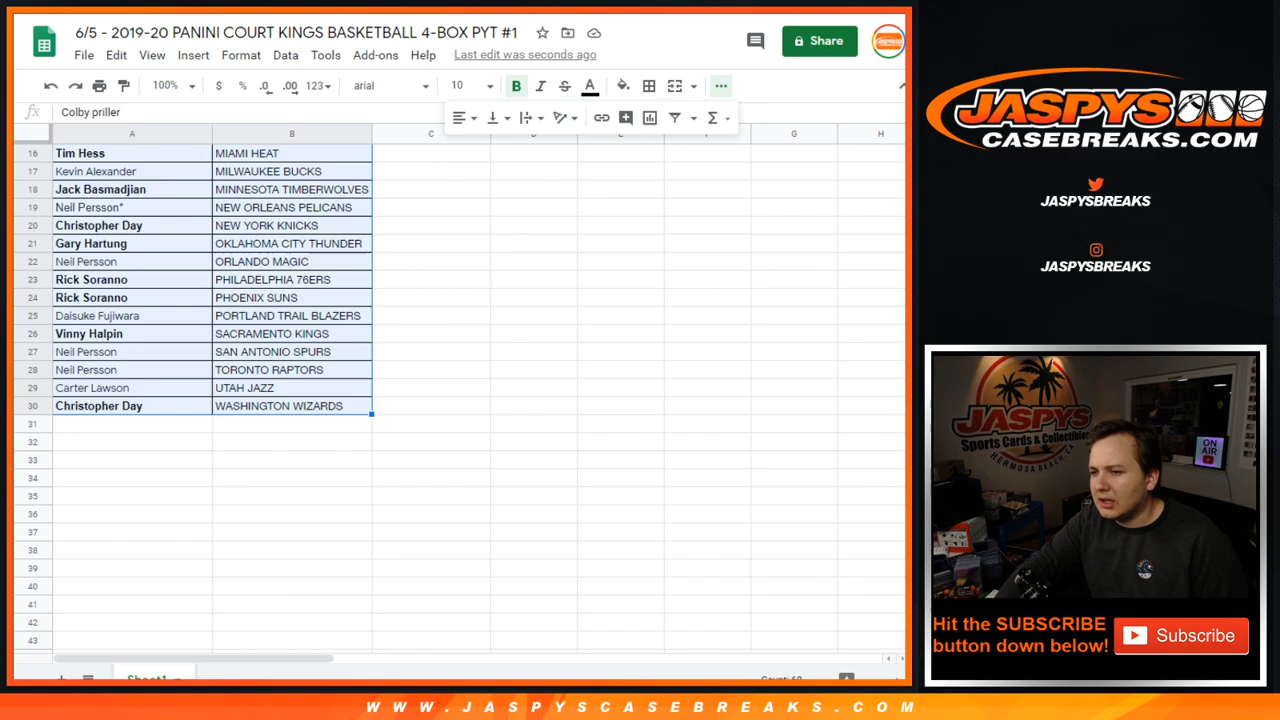 6/5 - 2019-20 PANINI COURT KINGS BASKETBALL 4-BOX PYT #1
File Edit View Insert Format Data Tools Add-ons Help Last edit was seconds ago
Share
100% $ % .0 .00 123 arial 10 B I S A
fx Colby priller
A B C G H
16 Tim Hess MIAMI HEAT
17 Kevin Alexander MILWAUKEE BUCKS
18 Jack Basmadjian MINNESOTA TIMBERWOLVES
19 Neil Persson* NEW ORLEANS PELICANS
20 Christopher Day NEW YORK KNICKS
21 Gary Hartung OKLAHOMA CITY THUNDER
22 Neil Persson ORLANDO MAGIC
23 Rick Soranno PHILADELPHIA 76ERS
24 Rick Soranno PHOENIX SUNS
25 Daisuke Fujiwara PORTLAND TRAIL BLAZERS
26 Vinny Halpin SACRAMENTO KINGS
27 Neil Persson SAN ANTONIO SPURS
28 Neil Persson TORONTO RAPTORS
29 Carter Lawson UTAH JAZZ
30 Christopher Day WASHINGTON WIZARDS
31
32
33
34
35
36
37
38
39
40
41
42
43
JASPYS
CASEBREAKS.COM
JASPYSBREAKS
JASPYSBREAKS
JASPYS
Sports Cards & Collectibles
HERMOSA BEACH, CA
ON
AIR
Hit the SUBSCRIBE
button down below!
Subscribe
WWW.JASPYSCASEBREAKS.COM